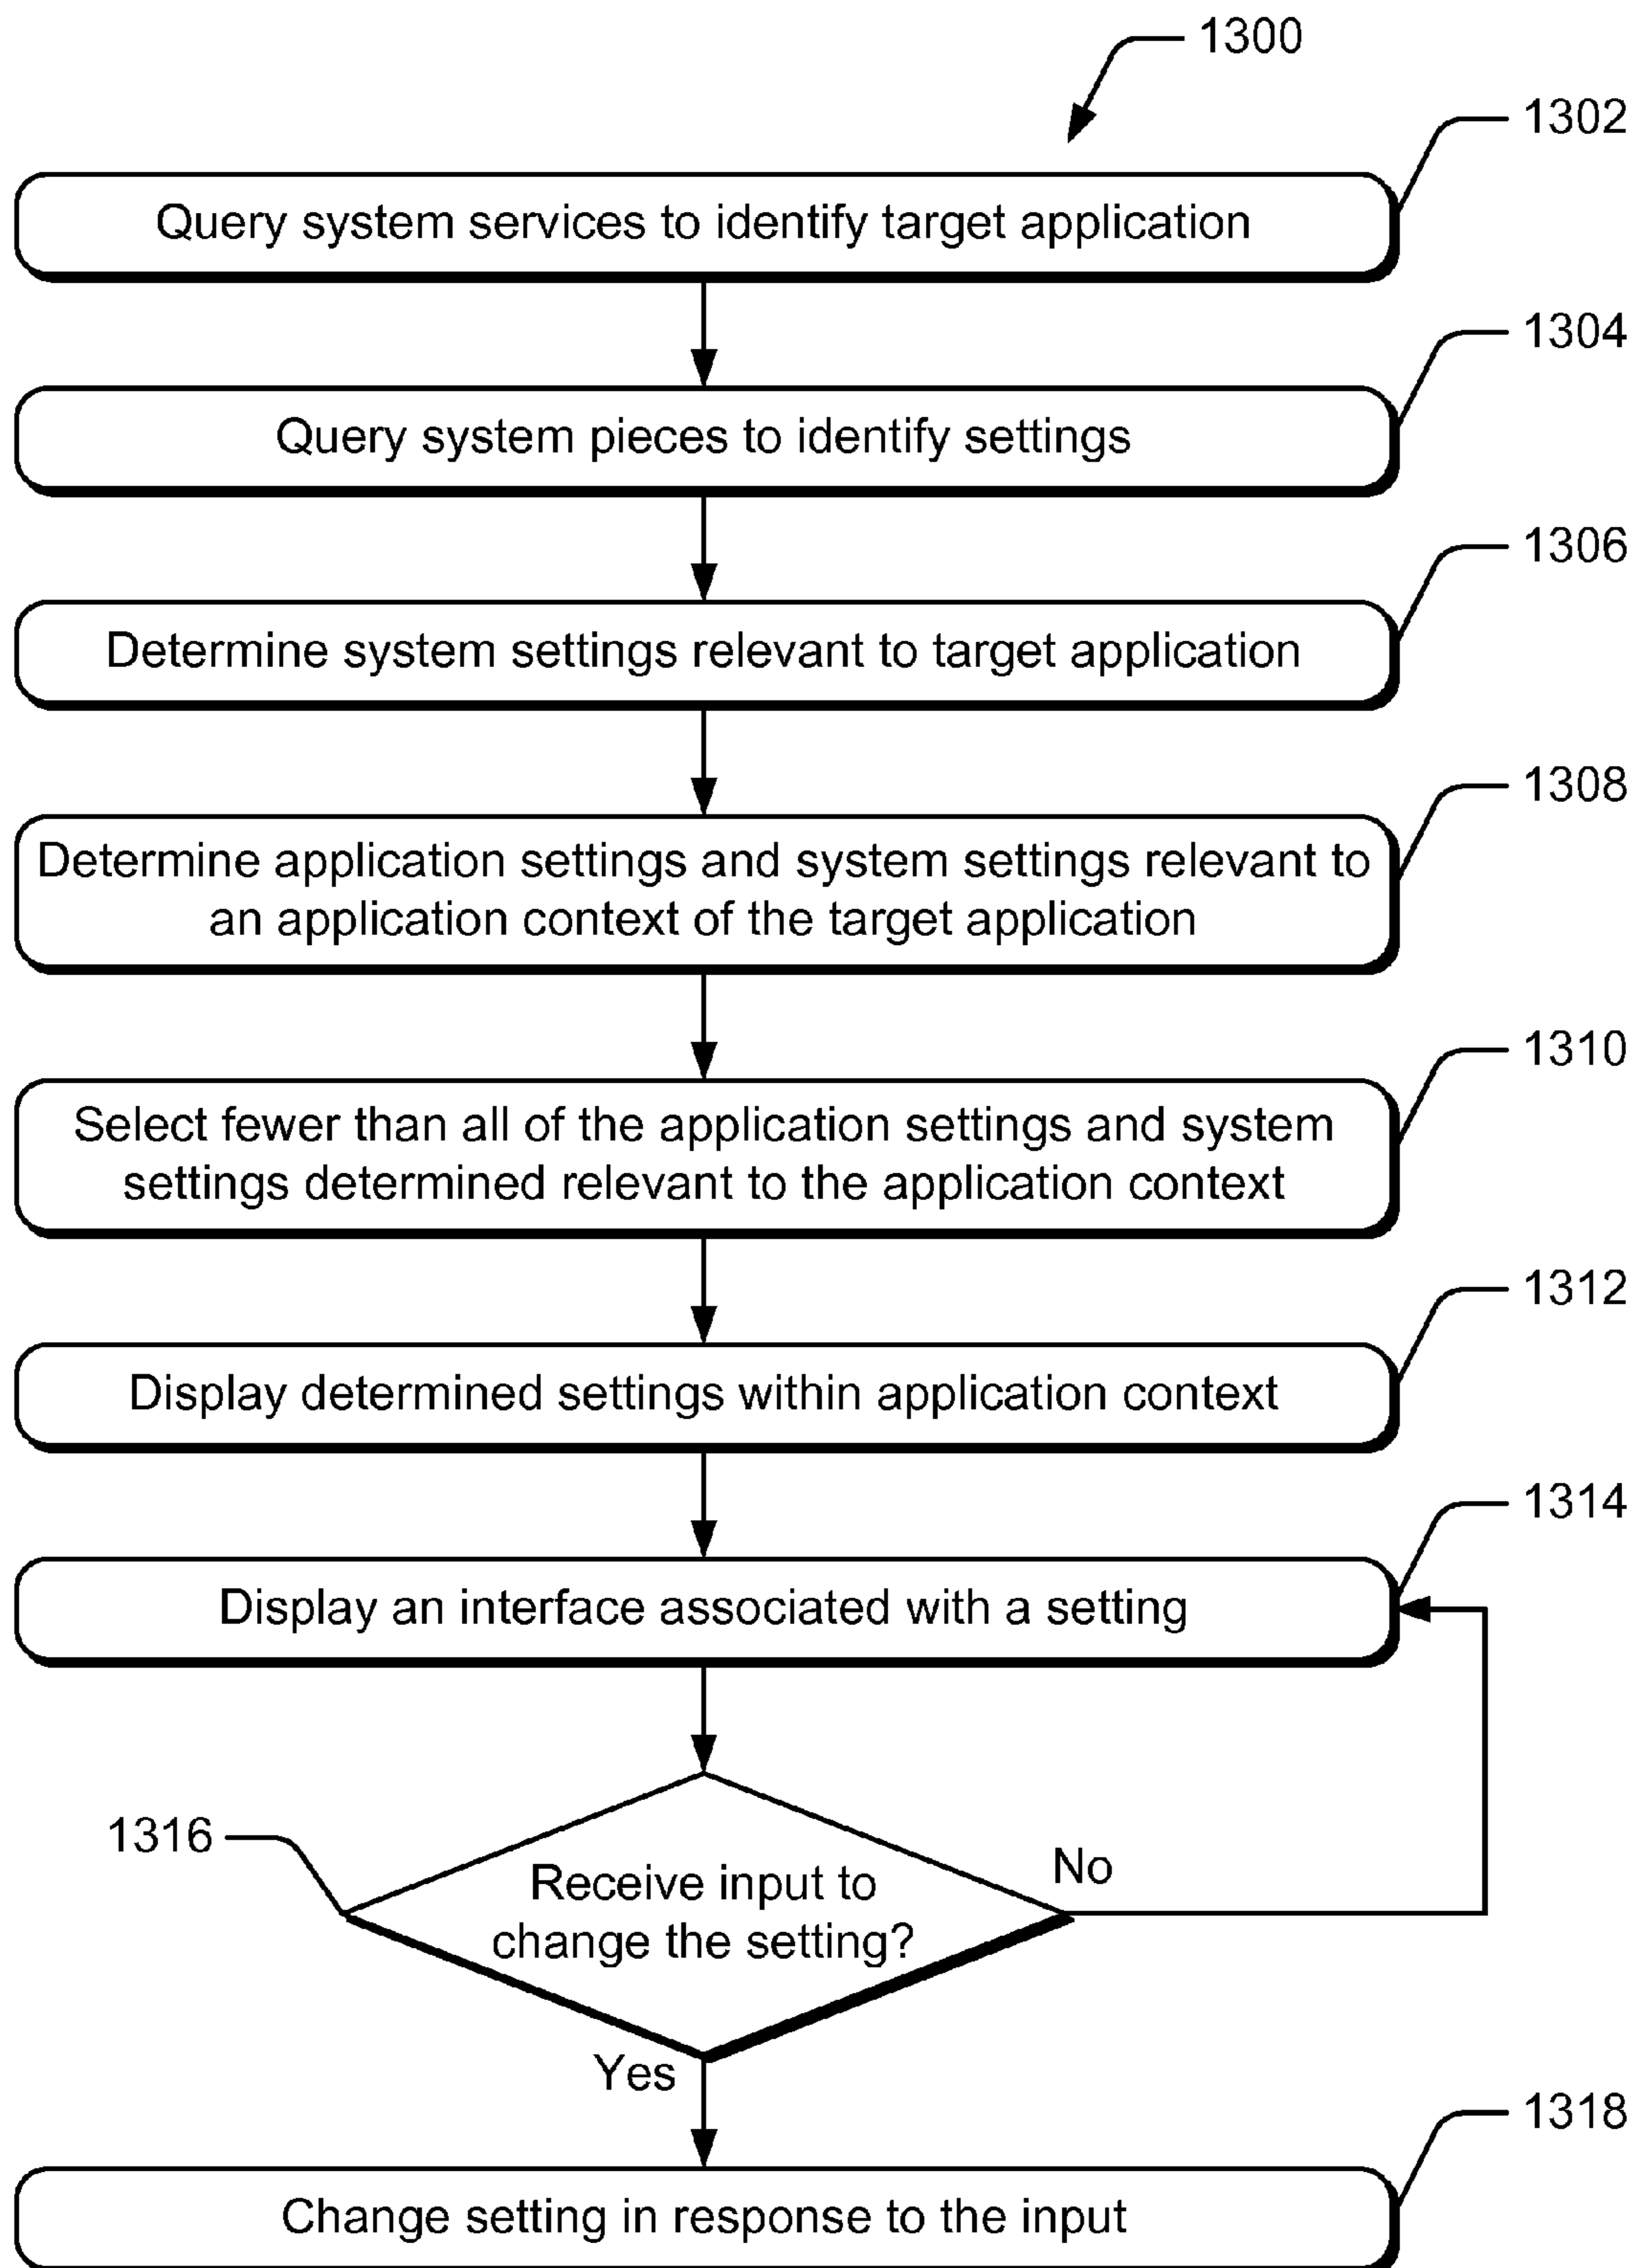 1300
1302
Query system services to identify target application
1304
Query system pieces to identify settings
1306
Determine system settings relevant to target application
1308
Determine application settings and system settings relevant to
an application context of the target application
1310
Select fewer than all of the application settings and system
settings determined relevant to the application context
1312
Display determined settings within application context
1314
Display an interface associated with a setting
1316
Receive input to
change the setting?
No
Yes
1318
Change setting in response to the input